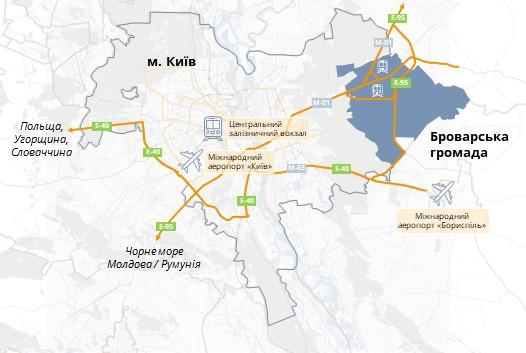 E-95
M-01
м. Київ
E-95
M-01
Центральний
залізничний вокзал
E-40
Польща,
Угорщина,
Словаччина
Броварська
громада
E-40
Міжнародний
аеропорт «Київ»
M-03
E-40
E-40
Міжнародний
аеропорт «Бориспіль»
E-95
Чорне море
Молдова / Румунія